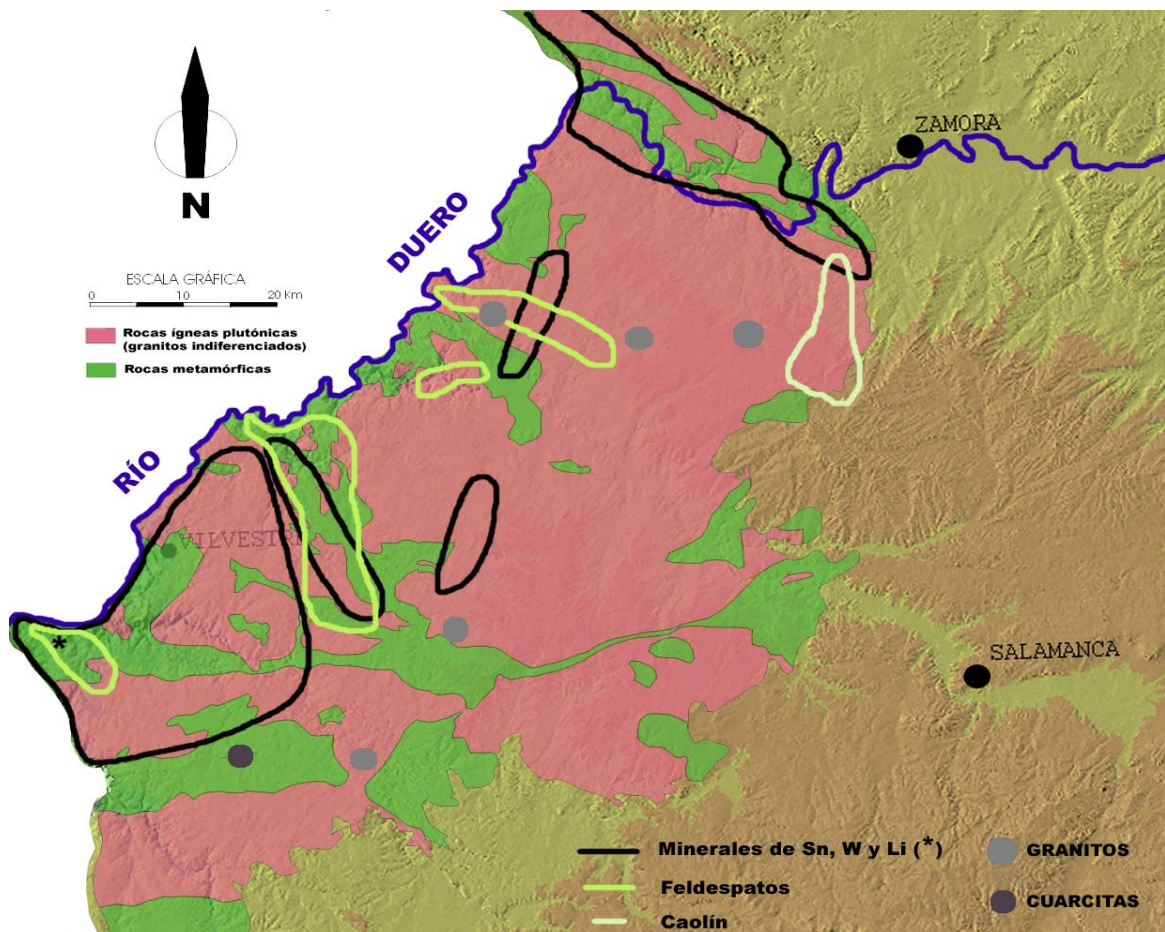 ZAMORA
N
DUERO
ESCALA GRÁFICA
0 10 20 Km
Rocas ígneas plutónicas
(granitos indiferenciados)
Rocas metamórficas
RÍO
VILVESTRE
*
SALAMANCA
Minerales de Sn, W y Li (*)
Feldespatos
Caolín
GRANITOS
CUARCITAS